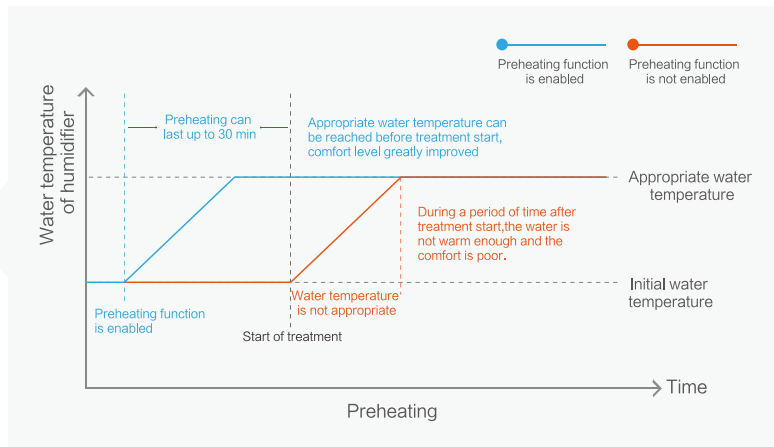 Preheating function
is enabled
Preheating function
is not enabled
Water temperature
of humidifier
Preheating can
last up to 30 min
Appropriate water temperature can
be reached before treatment start,
comfort level greatly improved
Appropriate water
temperature
During a period of time after
treatment start,the water is
not warm enough and the
comfort is poor.
Initial water
temperature
Water temperature
is not appropriate
Preheating function
is enabled
Start of treatment
Time
Preheating